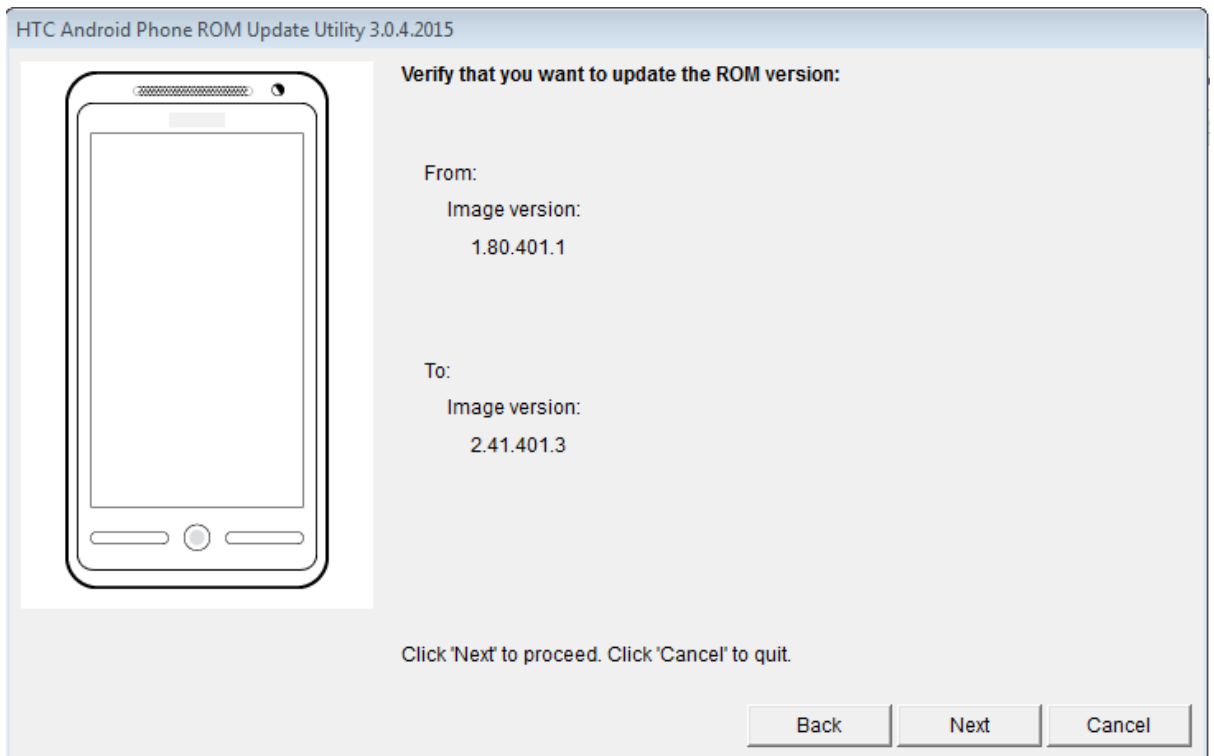 HTC Android Phone ROM Update Utility 3.0.4.2015
Verify that you want to update the ROM version:
From:
Image version:
1.80.401.1
To:
Image version:
2.41.401.3
Click 'Next' to proceed. Click 'Cancel' to quit.
Back
Next
Cancel